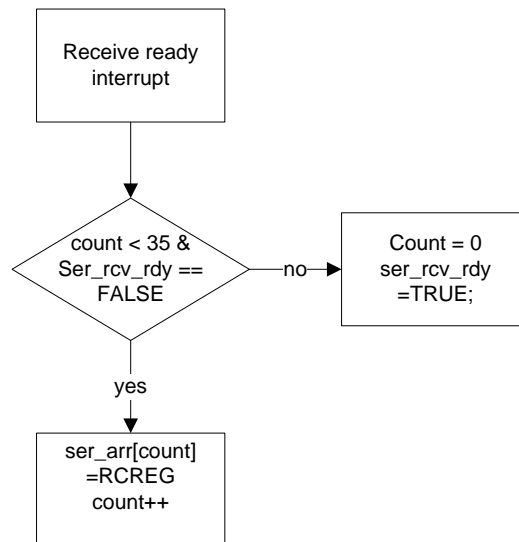 Receive ready
interrupt
count < 35 &
Ser_rcv_rdy ==
FALSE
no
Count = 0
ser_rcv_rdy
=TRUE;
yes
ser_arr[count]
=RCREG
count++